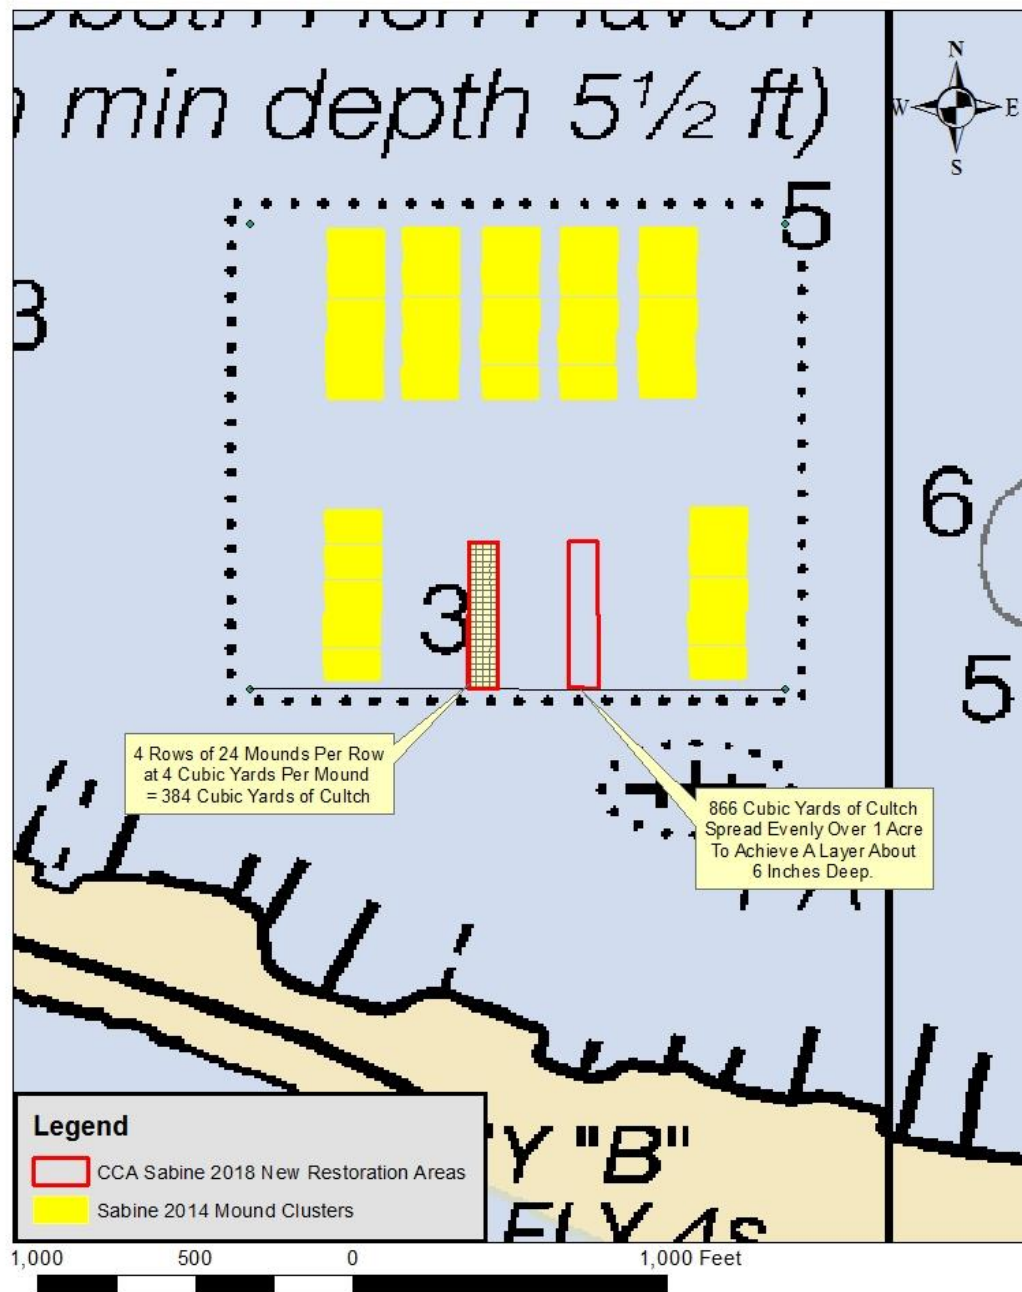 n min depth 5½ ft)
N
W E
S
5
3
6
3
5
4 Rows of 24 Mounds Per Row
at 4 Cubic Yards Per Mound
= 384 Cubic Yards of Cultch
866 Cubic Yards of Cultch
Spread Evenly Over 1 Acre
To Achieve A Layer About
6 Inches Deep.
Legend
CCA Sabine 2018 New Restoration Areas
Sabine 2014 Mound Clusters
"B"
1,000 500 0 1,000 Feet